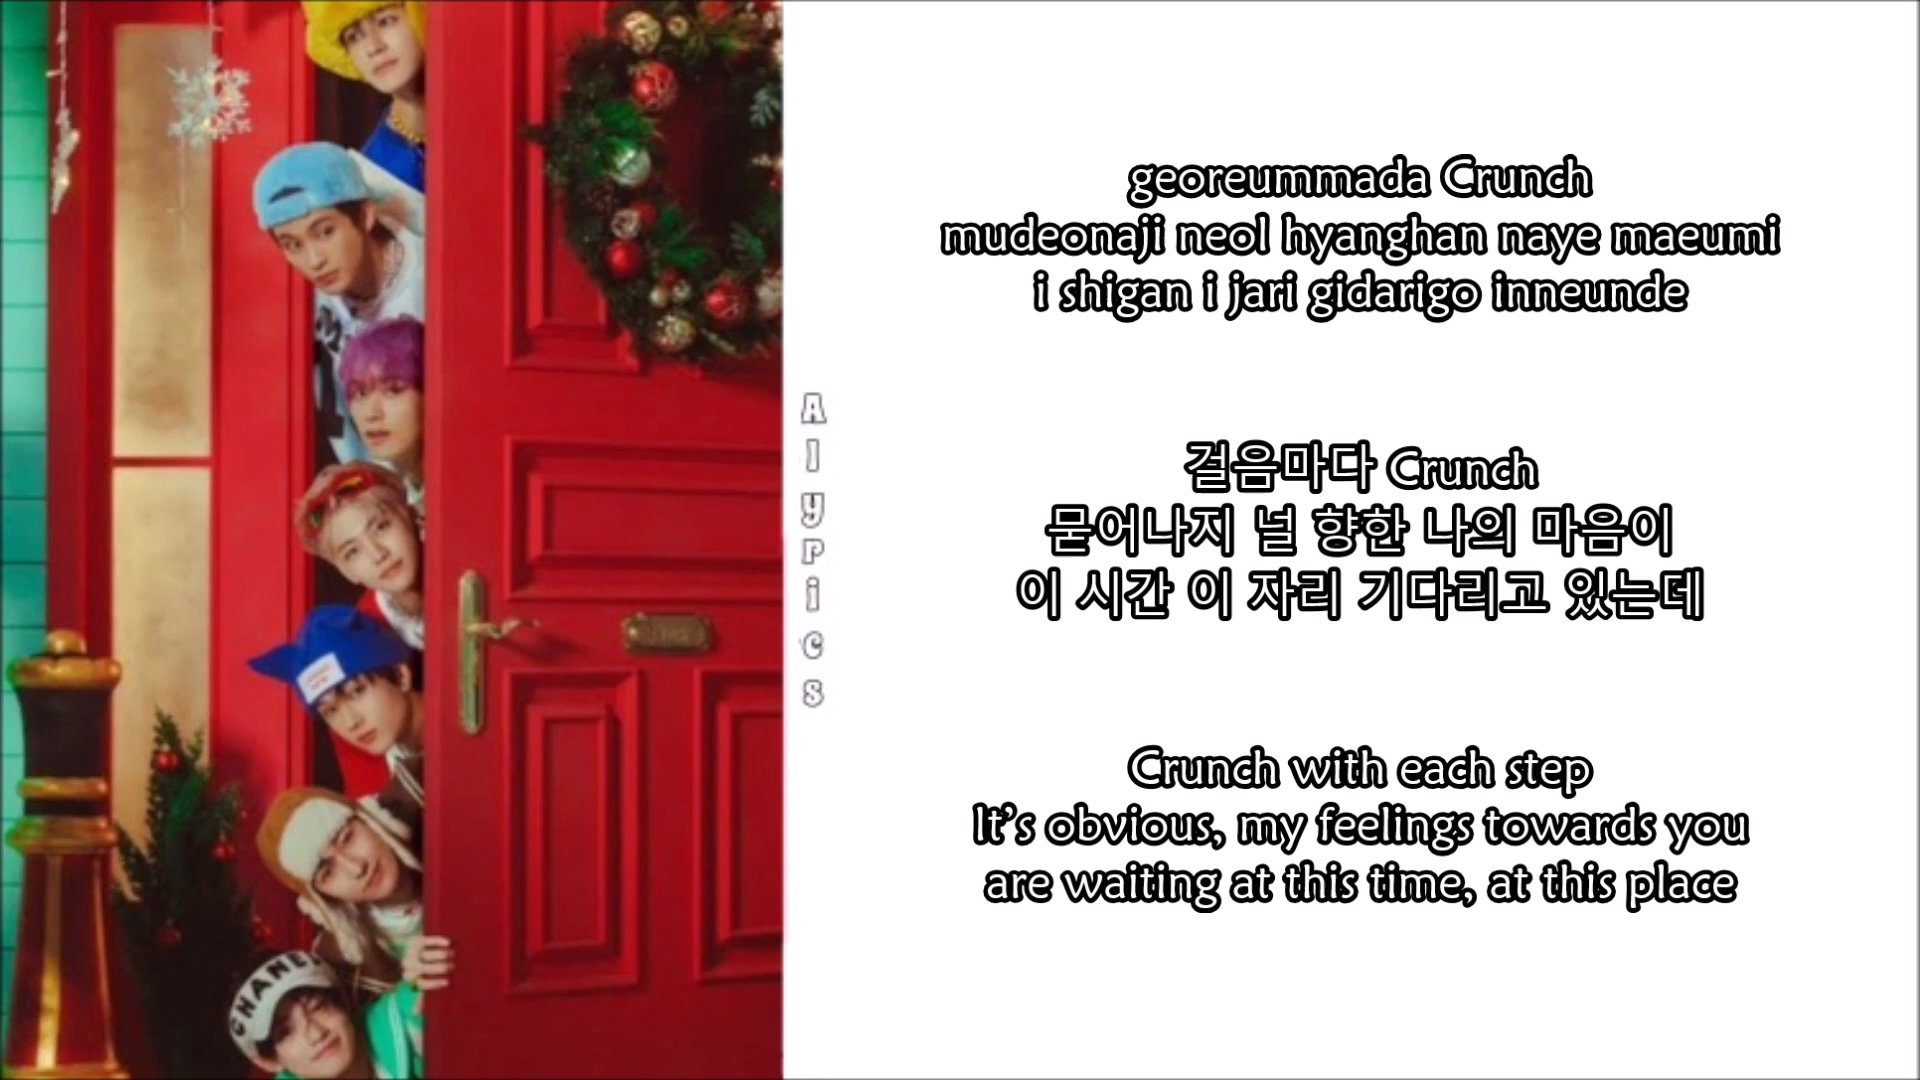 georeummada Crunch
mudeonaji neol hyanghan naye maeumi
i shigan i jari gidarigo inneunde
걸음마다 Crunch
묻어나지 널 향한 나의 마음이
이 시간 이 자리 기다리고 있는데
Crunch with each step
It's obvious, my feelings towards you
are waiting at this time, at this place
Alypics
CHANEL